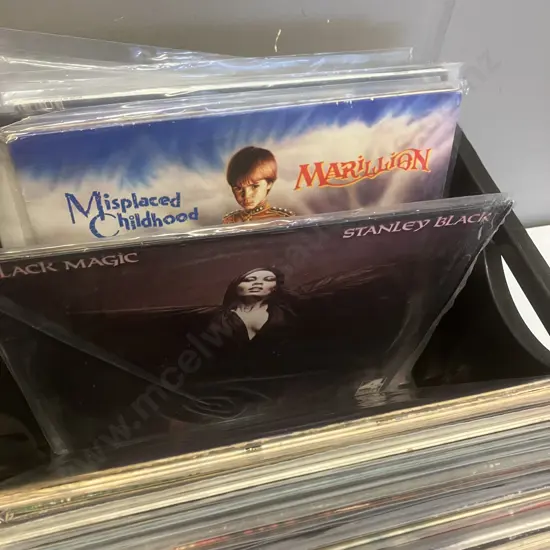 Misplaced
Childhood
MARILLION
LACK MAGIC
STANLEY BLACK